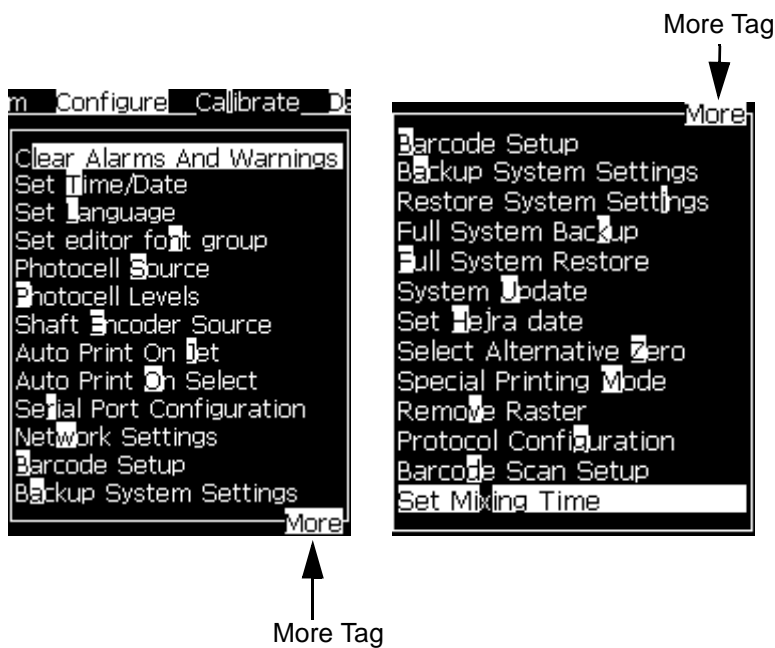 More Tag
m Configure Calibrate Da
Clear Alarms And Warnings
Set Time/Date
Set Language
Set editor font group
Photocell Source
Photocell Levels
Shaft Encoder Source
Auto Print On Jet
Auto Print On Select
Serial Port Configuration
Network Settings
Barcode Setup
Backup System Settings
More
More
Barcode Setup
Backup System Settings
Restore System Settings
Full System Backup
Full System Restore
System Update
Set Hejra date
Select Alternative Zero
Special Printing Mode
Remove Raster
Protocol Configuration
Barcode Scan Setup
Set Mixing Time
More Tag